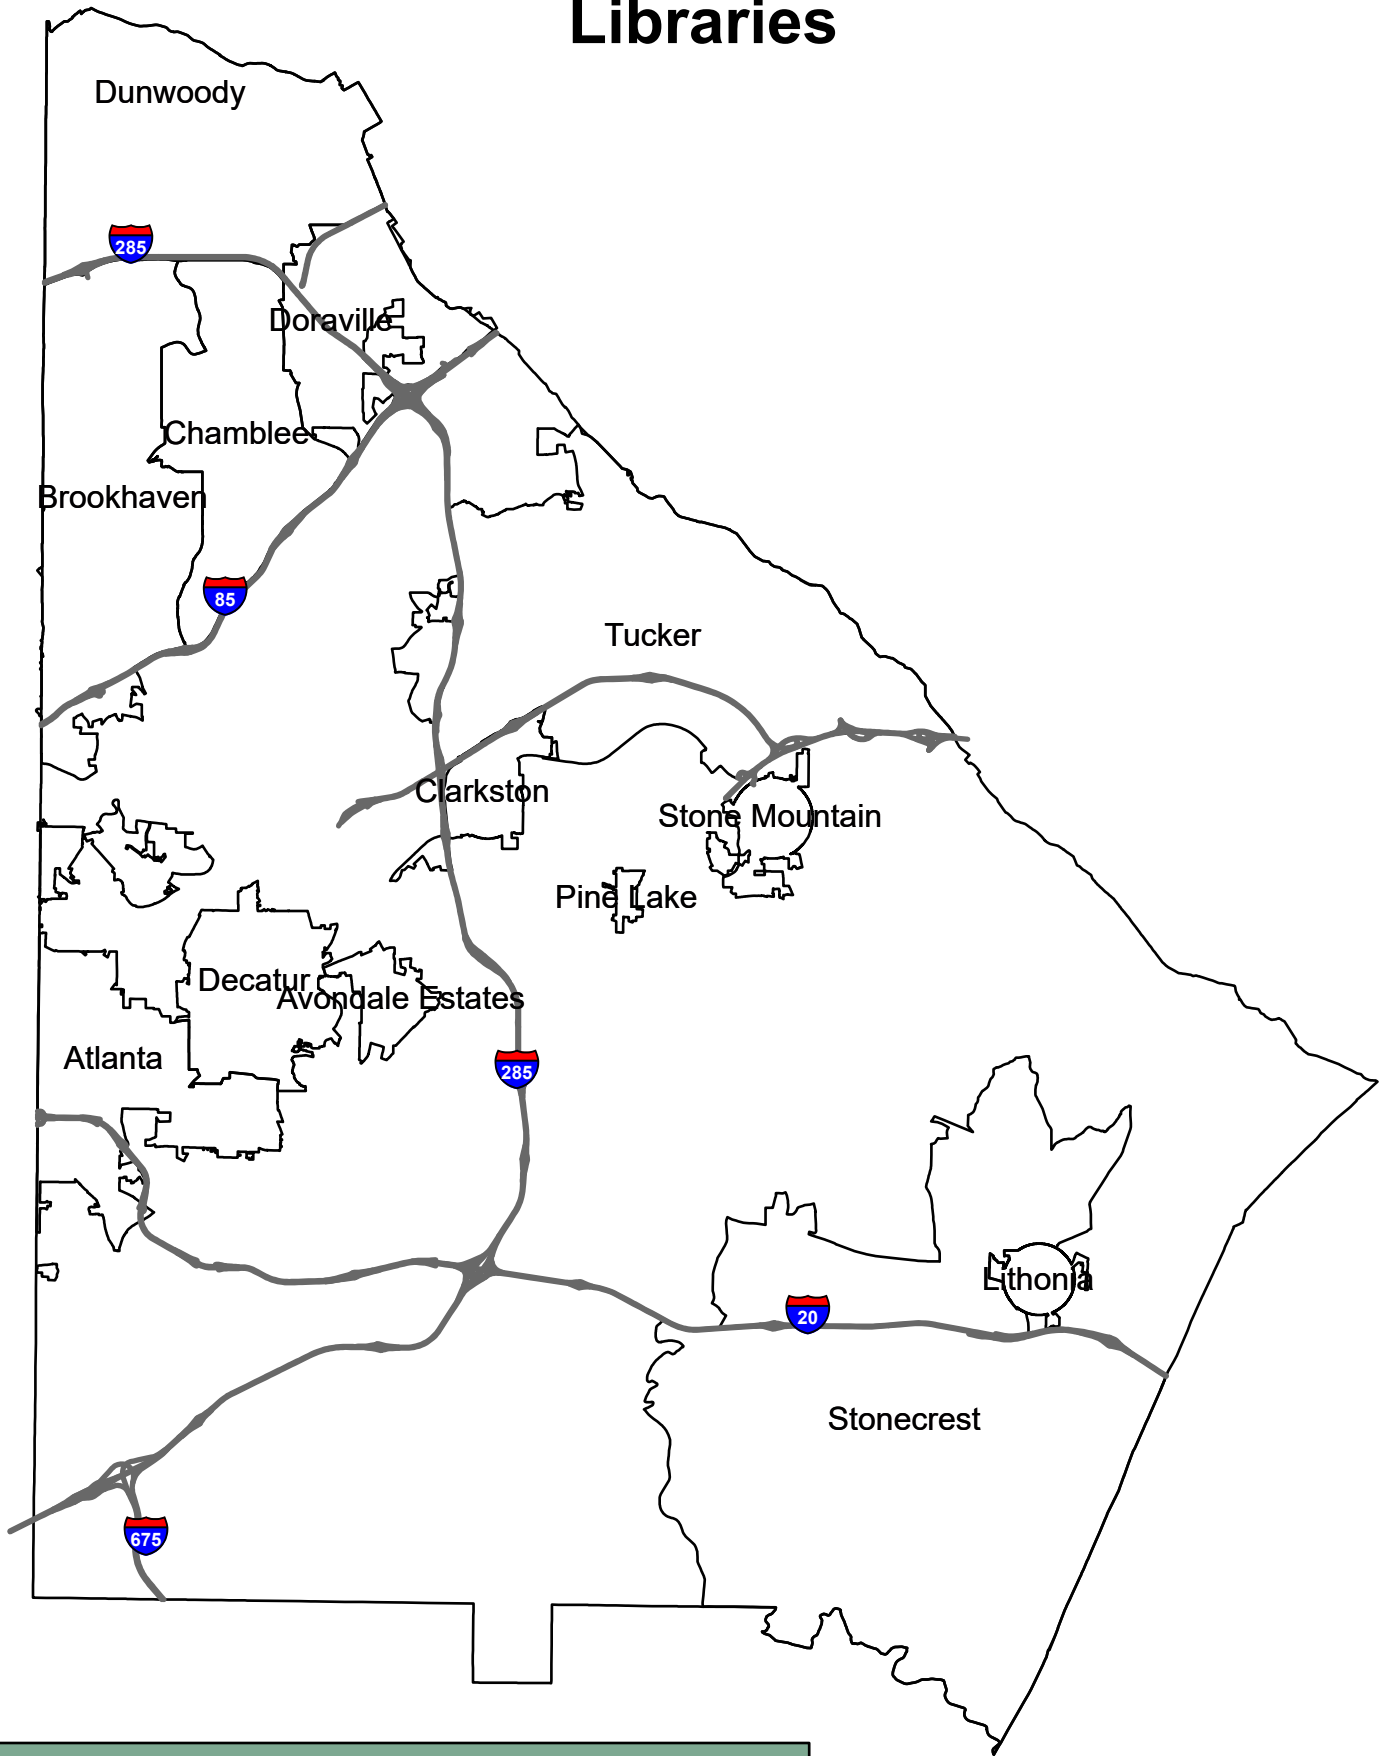 Libraries
Dunwoody
285
Doraville
Chamblee
Brookhaven
85
Tucker
Clarkston
Stone Mountain
Pine Lake
Decatur
Avondale Estates
Atlanta
285
Lithonia
20
Stonecrest
675